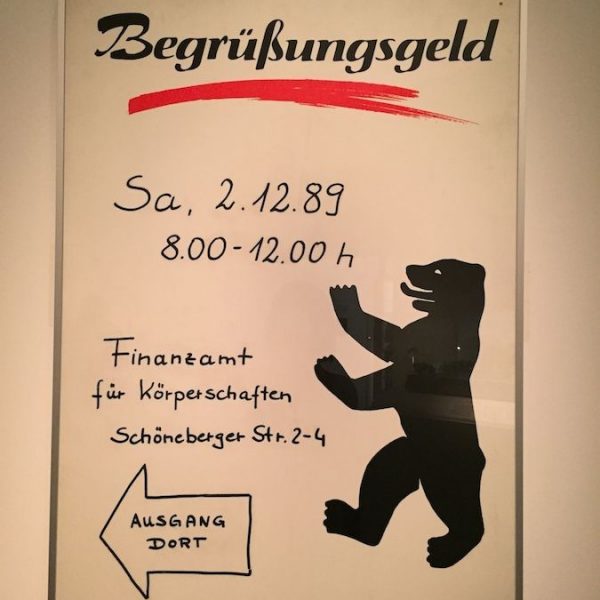 Begrüßungsgeld
Sa, 2.12.89
8.00-12.00 h
Finanzamt
für Körperschaften
Schöneberger Str. 2-4
AUSGANG
DORT